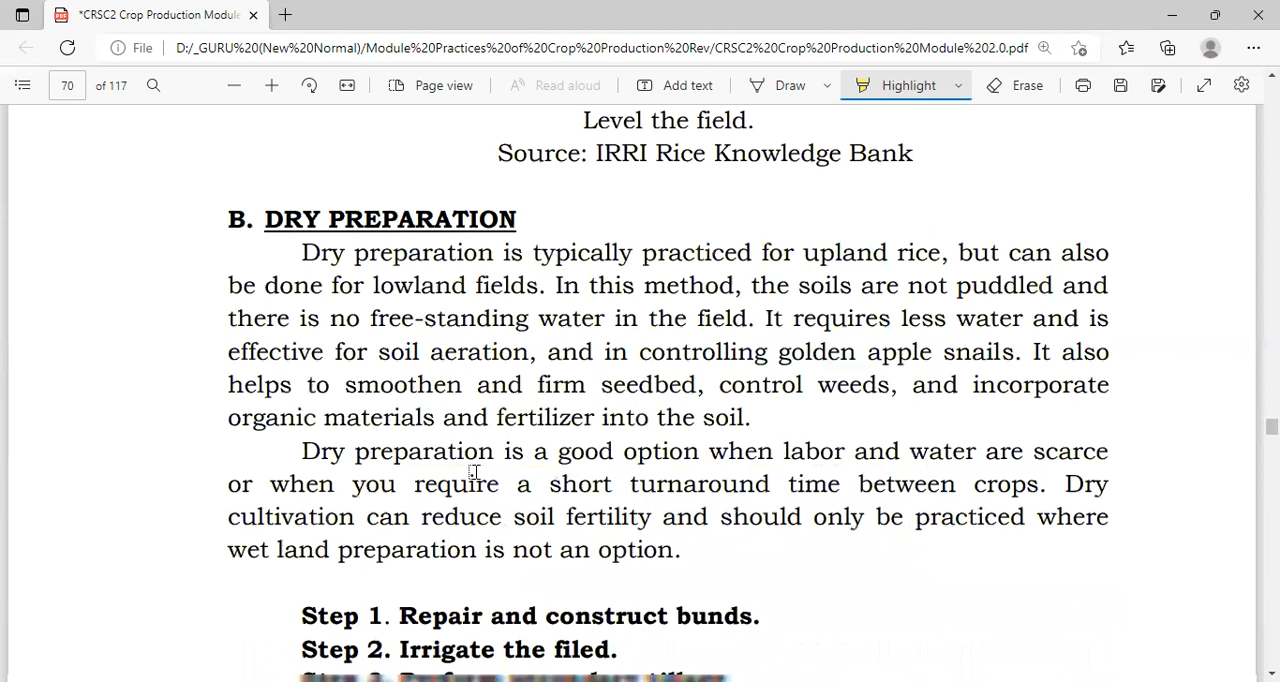 *CRSC2 Crop Production Module
File
D:/_GURU%20(New%20Normal)/Module%20Practices%20of%20Crop%20Production%20Rev/CRSC2%20Crop%20Production%20Module%202.0.pdf
70 of 117
Page view
Read aloud
Add text
Draw
Highlight
Erase
Level the field.
Source: IRRI Rice Knowledge Bank
B. DRY PREPARATION
Dry preparation is typically practiced for upland rice, but can also
be done for lowland fields. In this method, the soils are not puddled and
there is no free-standing water in the field. It requires less water and is
effective for soil aeration, and in controlling golden apple snails. It also
helps to smoothen and firm seedbed, control weeds, and incorporate
organic materials and fertilizer into the soil.
Dry preparation is a good option when labor and water are scarce
or when you require a short turnaround time between crops. Dry
cultivation can reduce soil fertility and should only be practiced where
wet land preparation is not an option.
Step 1. Repair and construct bunds.
Step 2. Irrigate the filed.